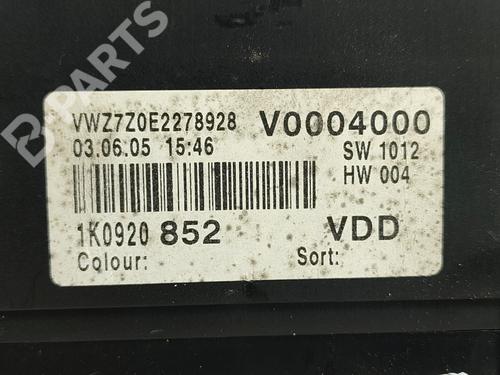 B-PARTS
VWZ7Z0E2278928 V0004000
03.06.05 15:46 SW 1012
HW 004
1K0920 852 VDD
Colour: Sort: